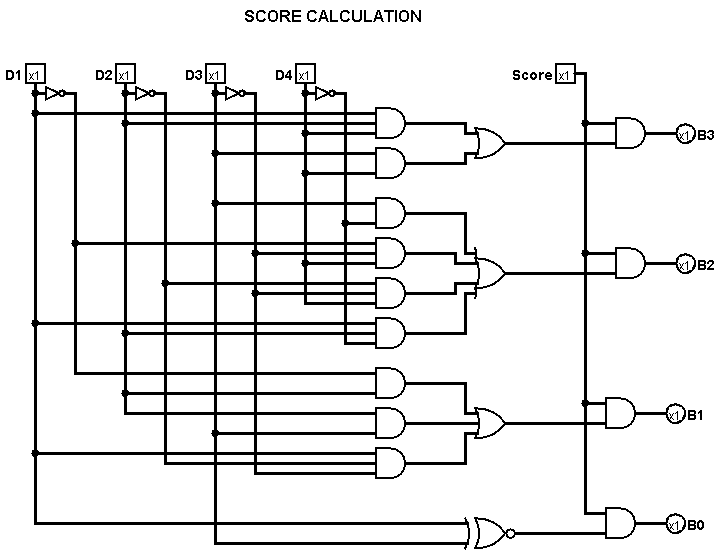 SCORE CALCULATION
D1 x1 D2 x1 D3 x1 D4 x1 Score x1
x1 B3
x1 B2
x1 B1
x1 B0